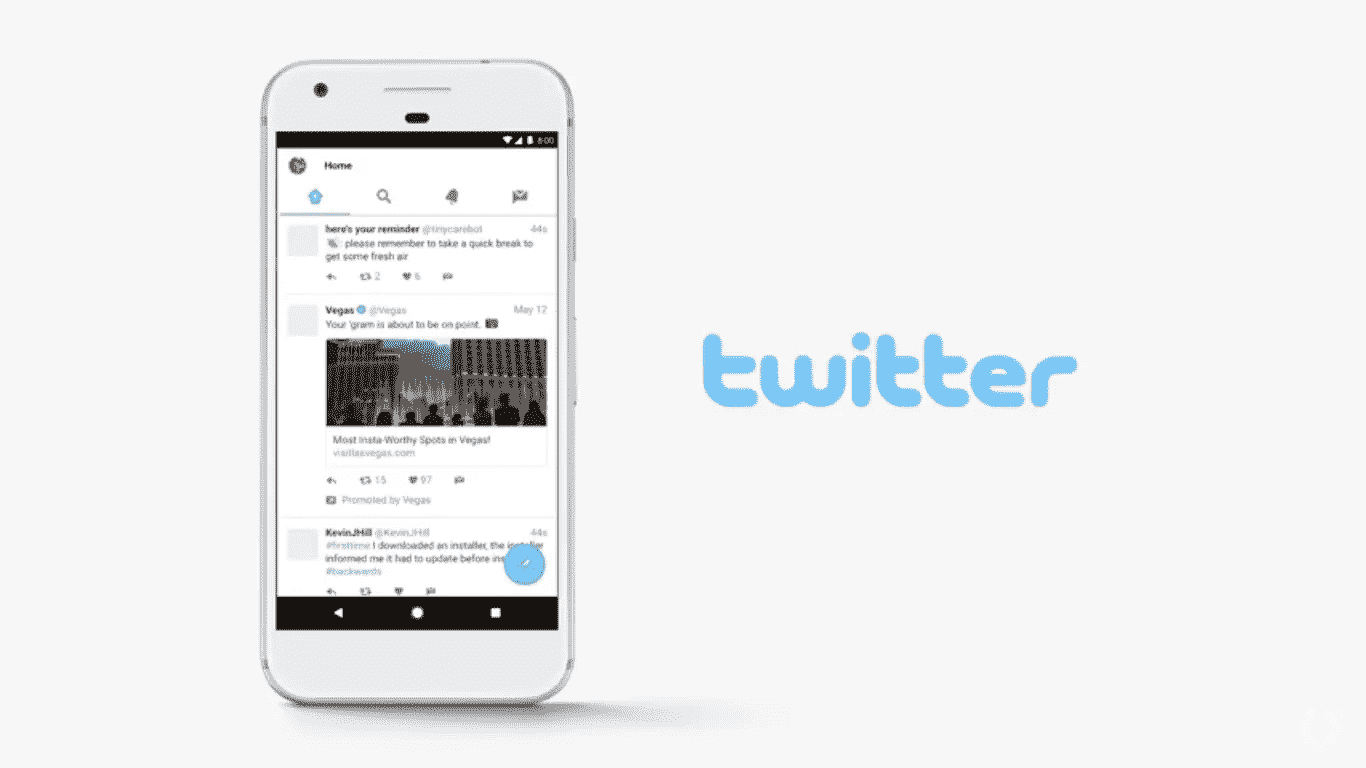 8:00
Home
here's your reminder @tinycarebot 44s
: please remember to take a quick break to
get some fresh air
2 6
Vegas @Vegas May 12
Your 'gram is about to be on point.
Most Insta-Worthy Spots in Vegas!
visitlasvegas.com
15 97
Promoted by Vegas
KevinJHill @KevinJHill 44s
#firsttime I downloaded an installer, the installer
informed me it had to update before ins
#backwards
twitter